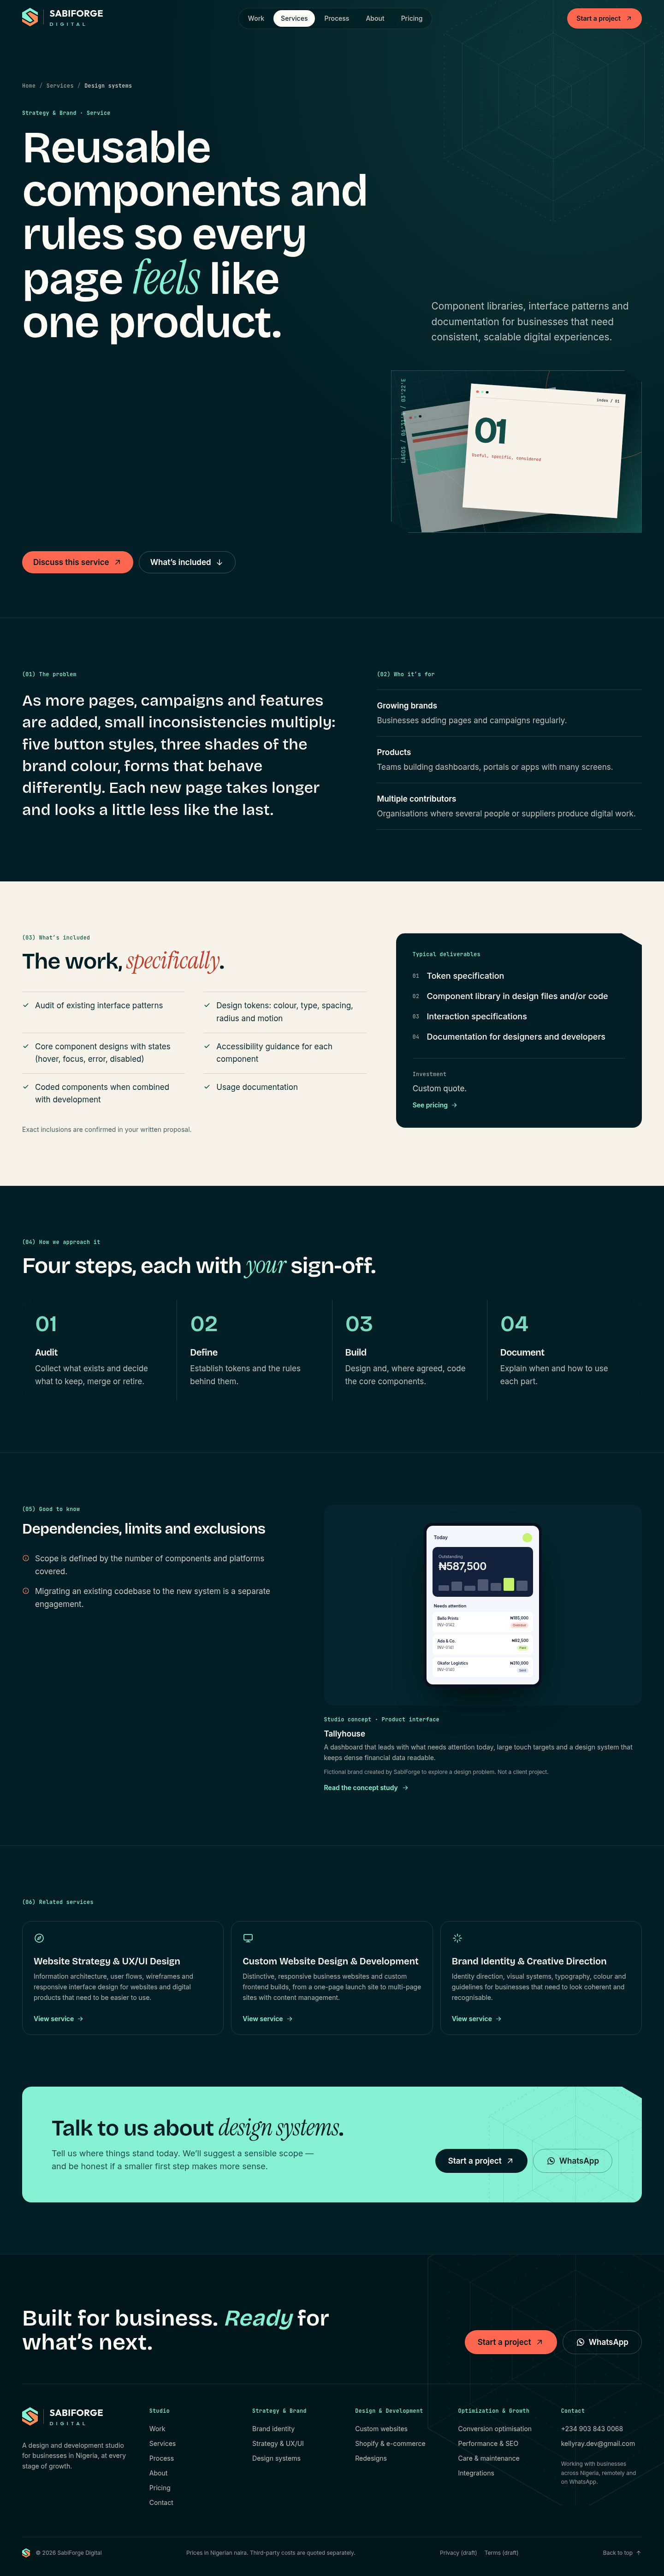 SABIFORGE
DIGITAL
Work
Services
Process
About
Pricing
Start a project
Home / Services / Design systems
Strategy & Brand · Service
Reusable
components and
rules so every
page feels like
one product.
Component libraries, interface patterns and
documentation for businesses that need
consistent, scalable digital experiences.
index / 01
01
Useful, specific, considered
Discuss this service
What's included
(01) The problem
As more pages, campaigns and features
are added, small inconsistencies multiply:
five button styles, three shades of the
brand colour, forms that behave
differently. Each new page takes longer
and looks a little less like the last.
(02) Who it's for
Growing brands
Businesses adding pages and campaigns regularly.
Products
Teams building dashboards, portals or apps with many screens.
Multiple contributors
Organisations where several people or suppliers produce digital work.
(03) What's included
The work, specifically.
Audit of existing interface patterns
Design tokens: colour, type, spacing,
radius and motion
Core component designs with states
(hover, focus, error, disabled)
Accessibility guidance for each
component
Coded components when combined
with development
Usage documentation
Exact inclusions are confirmed in your written proposal.
Typical deliverables
01 Token specification
02 Component library in design files and/or code
03 Interaction specifications
04 Documentation for designers and developers
Investment
Custom quote.
See pricing
(04) How we approach it
Four steps, each with your sign-off.
01
Audit
Collect what exists and decide
what to keep, merge or retire.
02
Define
Establish tokens and the rules
behind them.
03
Build
Design and, where agreed, code
the core components.
04
Document
Explain when and how to use
each part.
(05) Good to know
Dependencies, limits and exclusions
Scope is defined by the number of components and platforms
covered.
Migrating an existing codebase to the new system is a separate
engagement.
Today
Outstanding
₦587,500
Needs attention
Bello Prints
INV-0142
₦185,000
Overdue
Ada & Co.
INV-0141
₦92,500
Paid
Okafor Logistics
INV-0140
₦310,000
Sent
Studio concept · Product interface
Tallyhouse
A dashboard that leads with what needs attention today, large touch targets and a design system that
keeps dense financial data readable.
Fictional brand created by SabiForge to explore a design problem. Not a client project.
Read the concept study
(06) Related services
Website Strategy & UX/UI Design
Information architecture, user flows, wireframes and
responsive interface design for websites and digital
products that need to be easier to use.
View service
Custom Website Design & Development
Distinctive, responsive business websites and custom
frontend builds, from a one-page launch site to multi-page
sites with content management.
View service
Brand Identity & Creative Direction
Identity direction, visual systems, typography, colour and
guidelines for businesses that need to look coherent and
recognisable.
View service
Talk to us about design systems.
Tell us where things stand today. We'll suggest a sensible scope —
and be honest if a smaller first step makes more sense.
Start a project
WhatsApp
Built for business. Ready for
what's next.
Start a project
WhatsApp
SABIFORGE
DIGITAL
A design and development studio
for businesses in Nigeria, at every
stage of growth.
Studio
Work
Services
Process
About
Pricing
Contact
Strategy & Brand
Brand identity
Strategy & UX/UI
Design systems
Design & Development
Custom websites
Shopify & e-commerce
Redesigns
Optimization & Growth
Conversion optimisation
Performance & SEO
Care & maintenance
Integrations
Contact
+234 903 843 0068
kellyray.dev@gmail.com
Working with businesses
across Nigeria, remotely and
on WhatsApp.
© 2026 SabiForge Digital
Prices in Nigerian naira. Third-party costs are quoted separately.
Privacy (draft)
Terms (draft)
Back to top